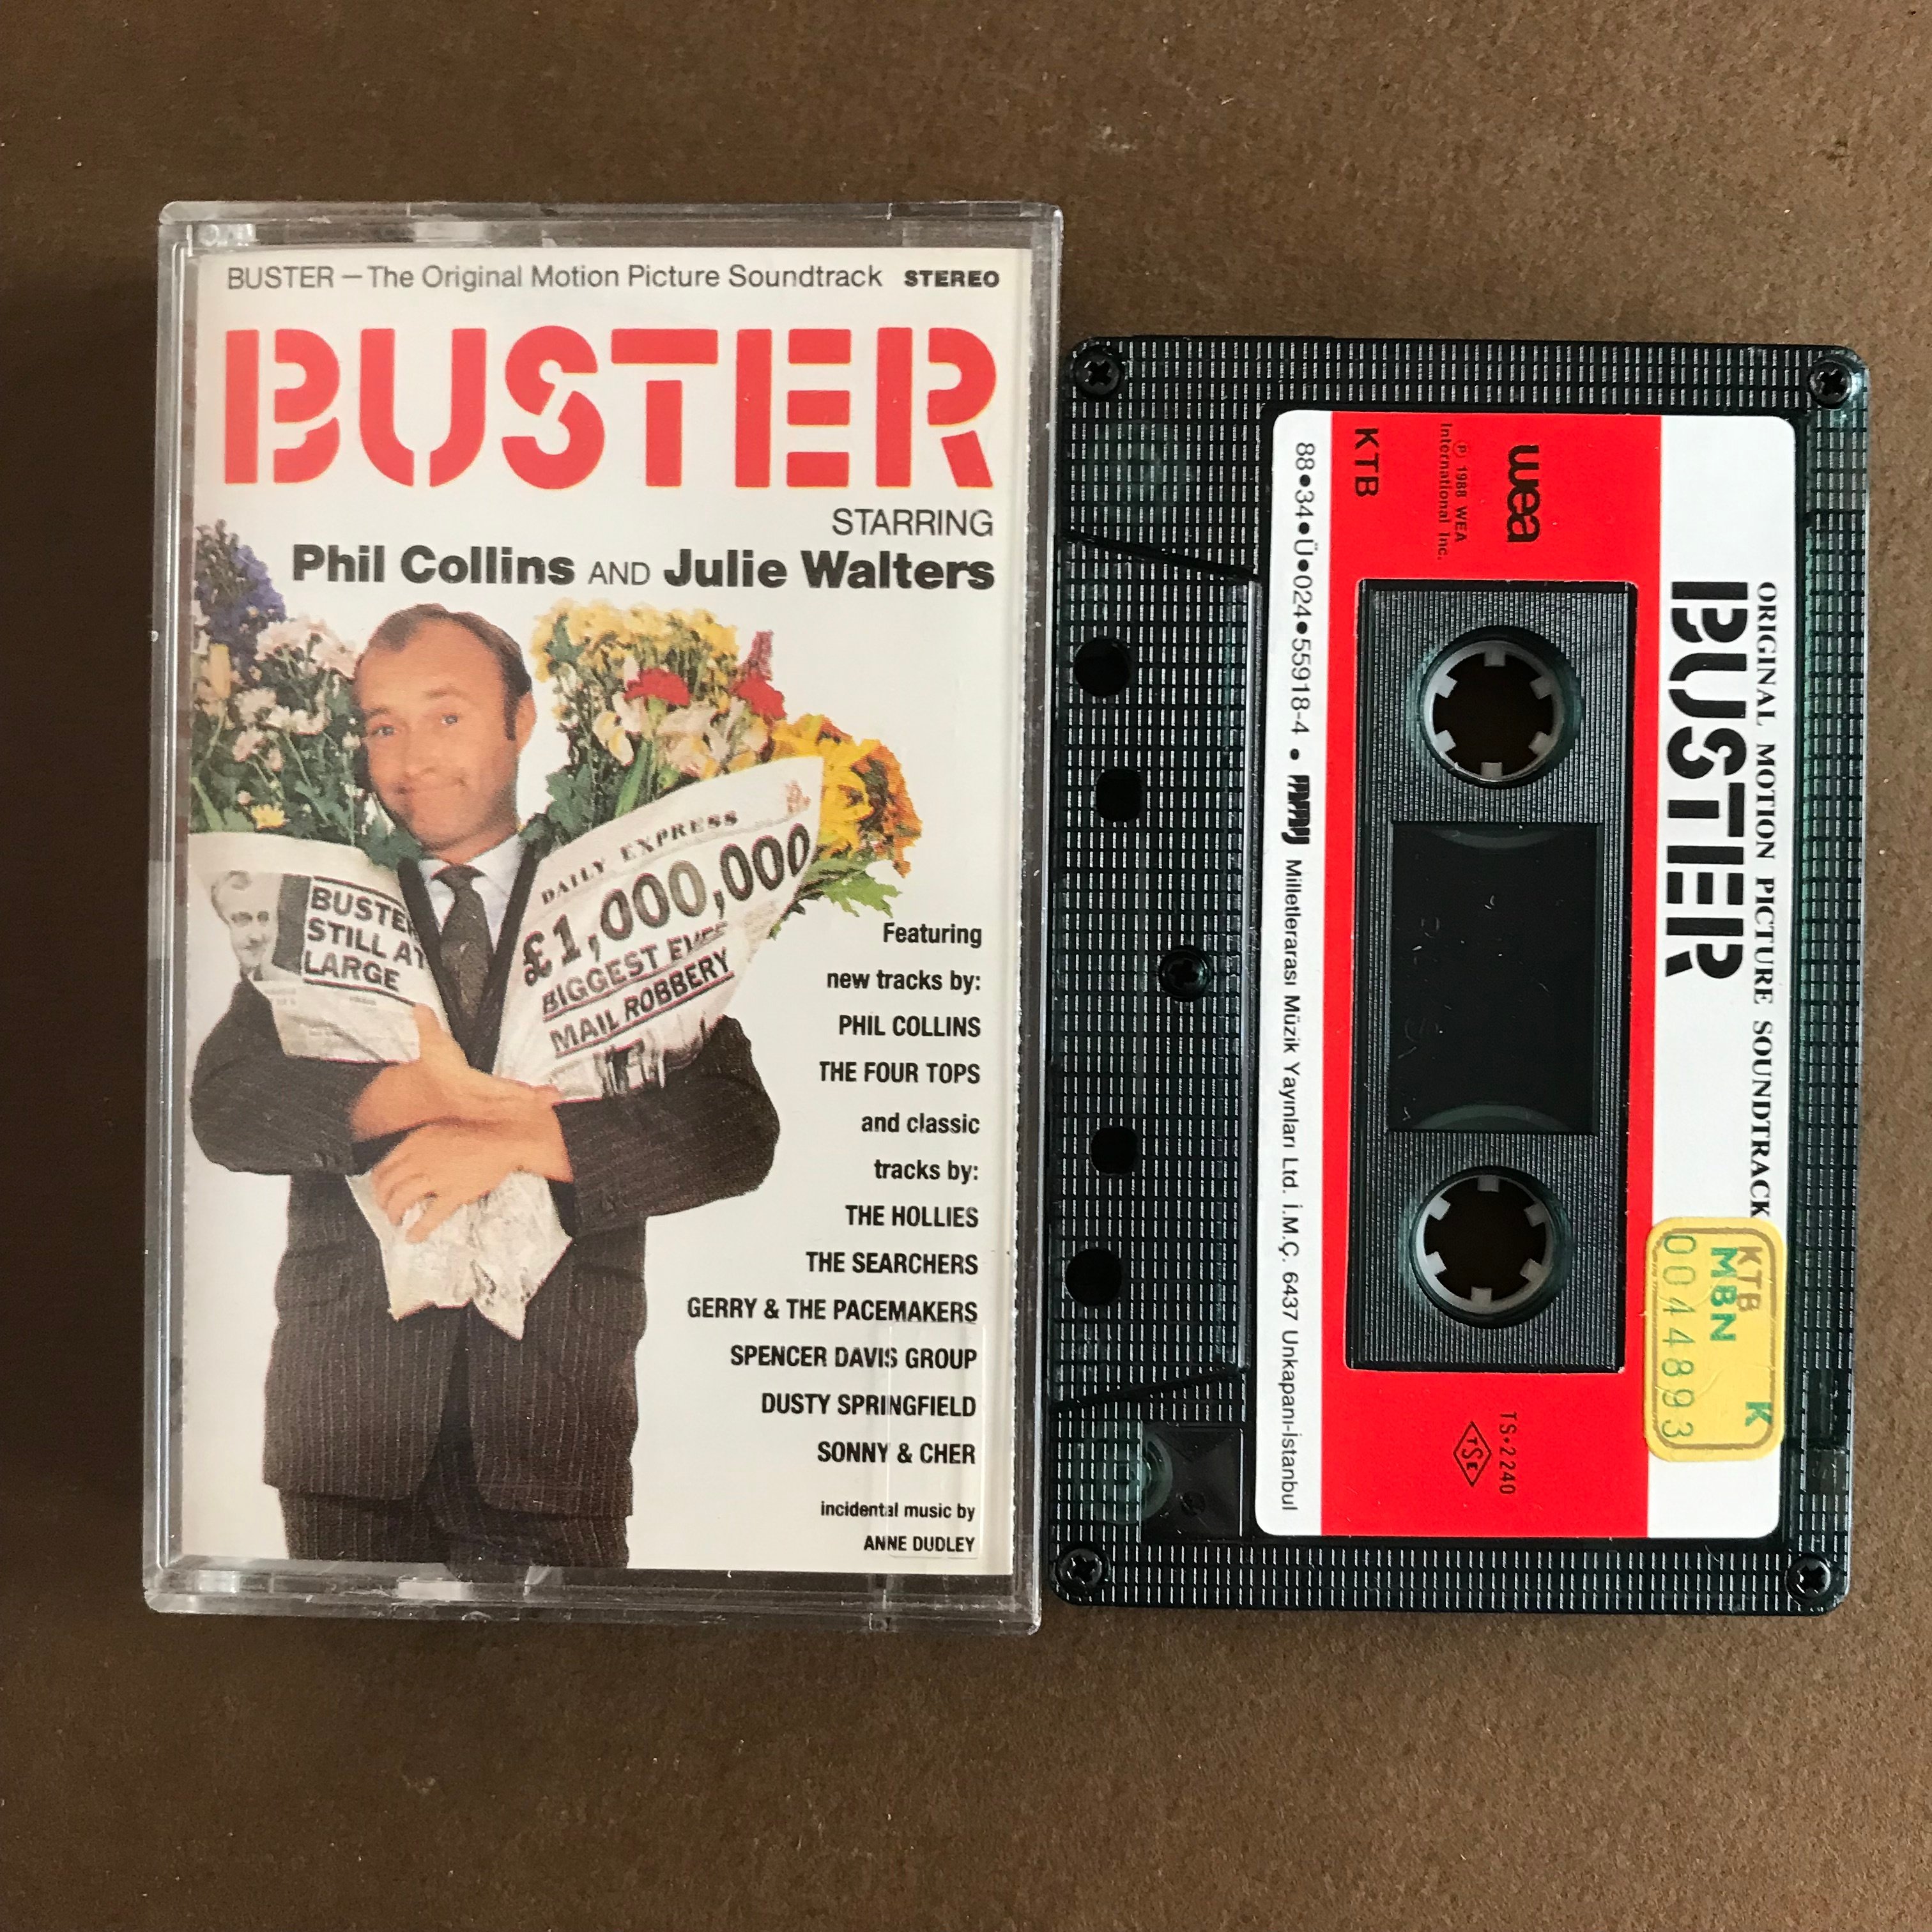 BUSTER — The Original Motion Picture Soundtrack STEREO
BUSTER
STARRING
Phil Collins AND Julie Walters
BUSTER
STILL AT
LARGE
DAILY EXPRESS
£1,000,000
BIGGEST EVER
MAIL ROBBERY
Featuring
new tracks by:
PHIL COLLINS
THE FOUR TOPS
and classic
tracks by:
THE HOLLIES
THE SEARCHERS
GERRY & THE PACEMAKERS
SPENCER DAVIS GROUP
DUSTY SPRINGFIELD
SONNY & CHER
incidental music by
ANNE DUDLEY
ORIGINAL MOTION PICTURE SOUNDTRACK
BUSTER
KTB
MBN K
0044893
wea
℗ 1988 WEA
International Inc.
KTB
TS•2240
TSE
88•34•Ü•024•55918-4 • Milletlerarası Müzik Yayınları Ltd. İ.M.Ç. 6437 Unkapanı-İstanbul